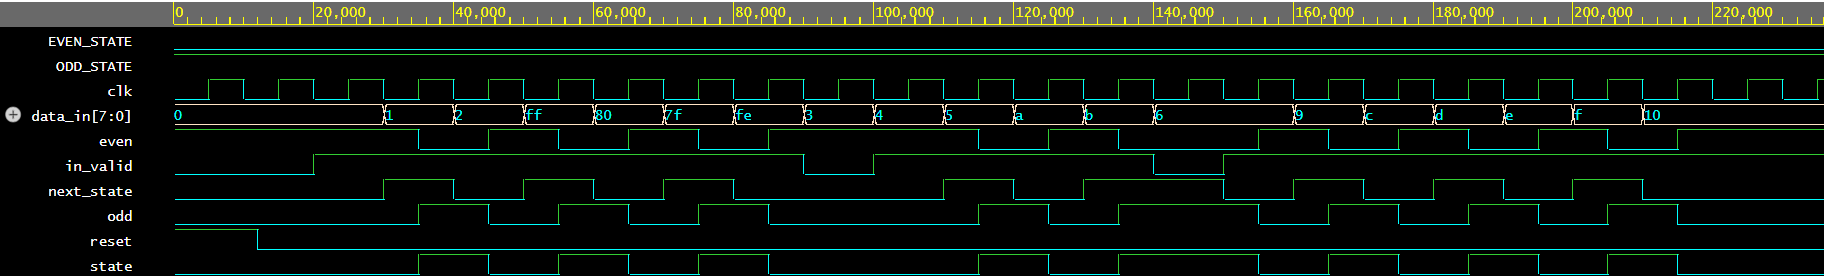 0 20,000 40,000 60,000 80,000 100,000 120,000 140,000 160,000 180,000 200,000 220,000
EVEN_STATE
ODD_STATE
clk
data_in[7:0] 0 1 2 ff 80 7f fe 3 4 5 a b 6 9 c d e f 10
even
in_valid
next_state
odd
reset
state